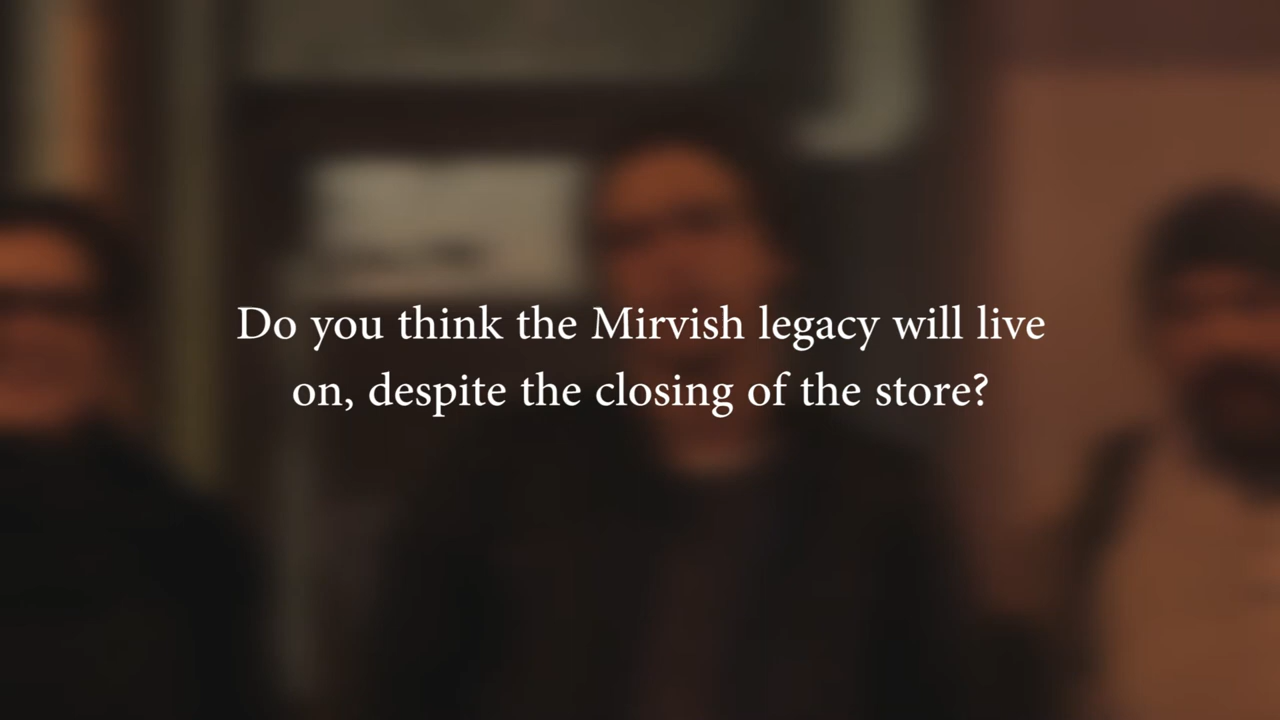 Do you think the Mirvish legacy will live
on, despite the closing of the store?